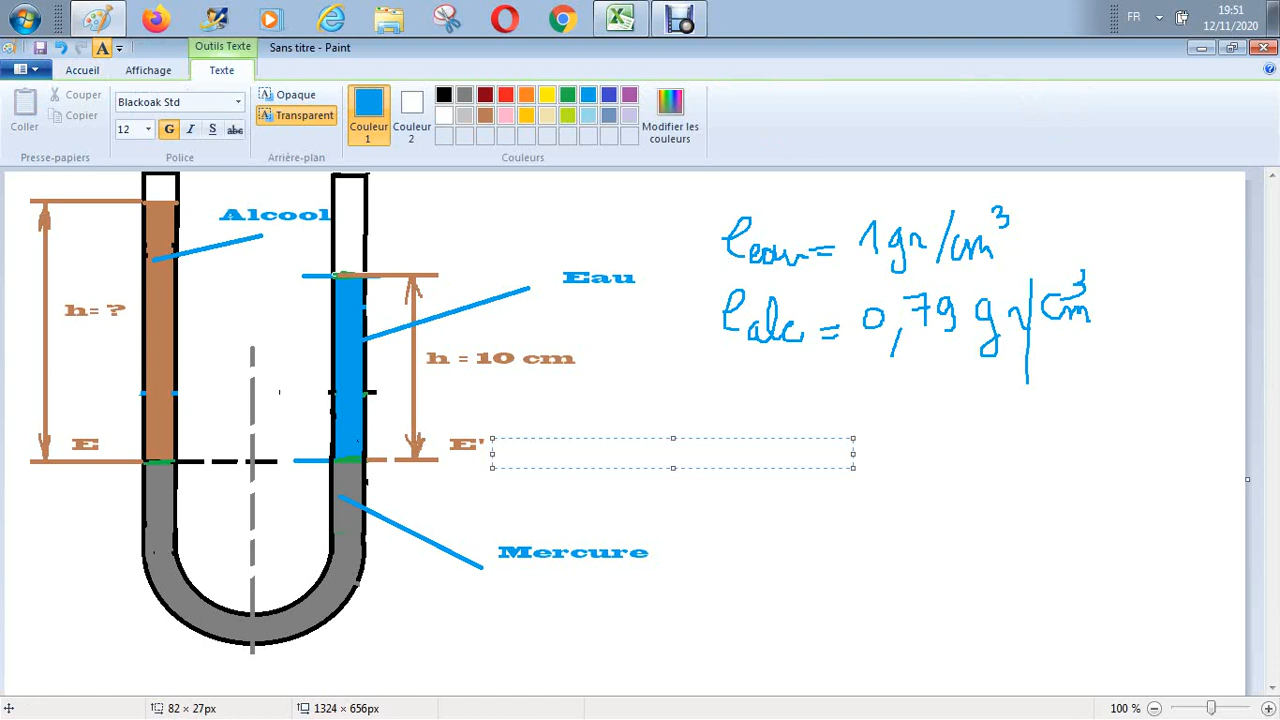 FR
19:51
12/11/2020
Outils Texte
Sans titre - Paint
Accueil
Affichage
Texte
Coller
Couper
Copier
Presse-papiers
Blackoak Std
12
G I S abc
Police
Opaque
Transparent
Arrière-plan
Couleur 1
Couleur 2
Modifier les couleurs
Couleurs
Alcool
Eau
h= ?
h = 10 cm
E
E'
Mercure
ρeau = 1gr/cm³
ρalc = 0,79 gr/cm³
82 × 27px
1324 × 656px
100 %